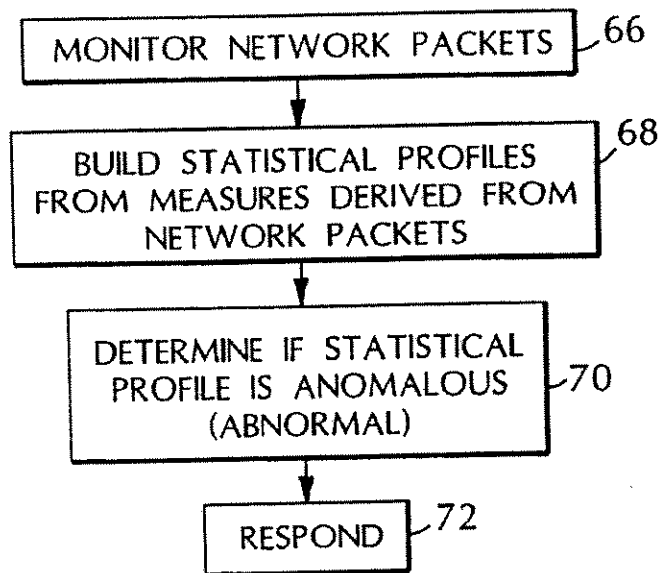 MONITOR NETWORK PACKETS 66
BUILD STATISTICAL PROFILES
FROM MEASURES DERIVED FROM
NETWORK PACKETS
68
DETERMINE IF STATISTICAL
PROFILE IS ANOMALOUS
(ABNORMAL)
70
RESPOND 72